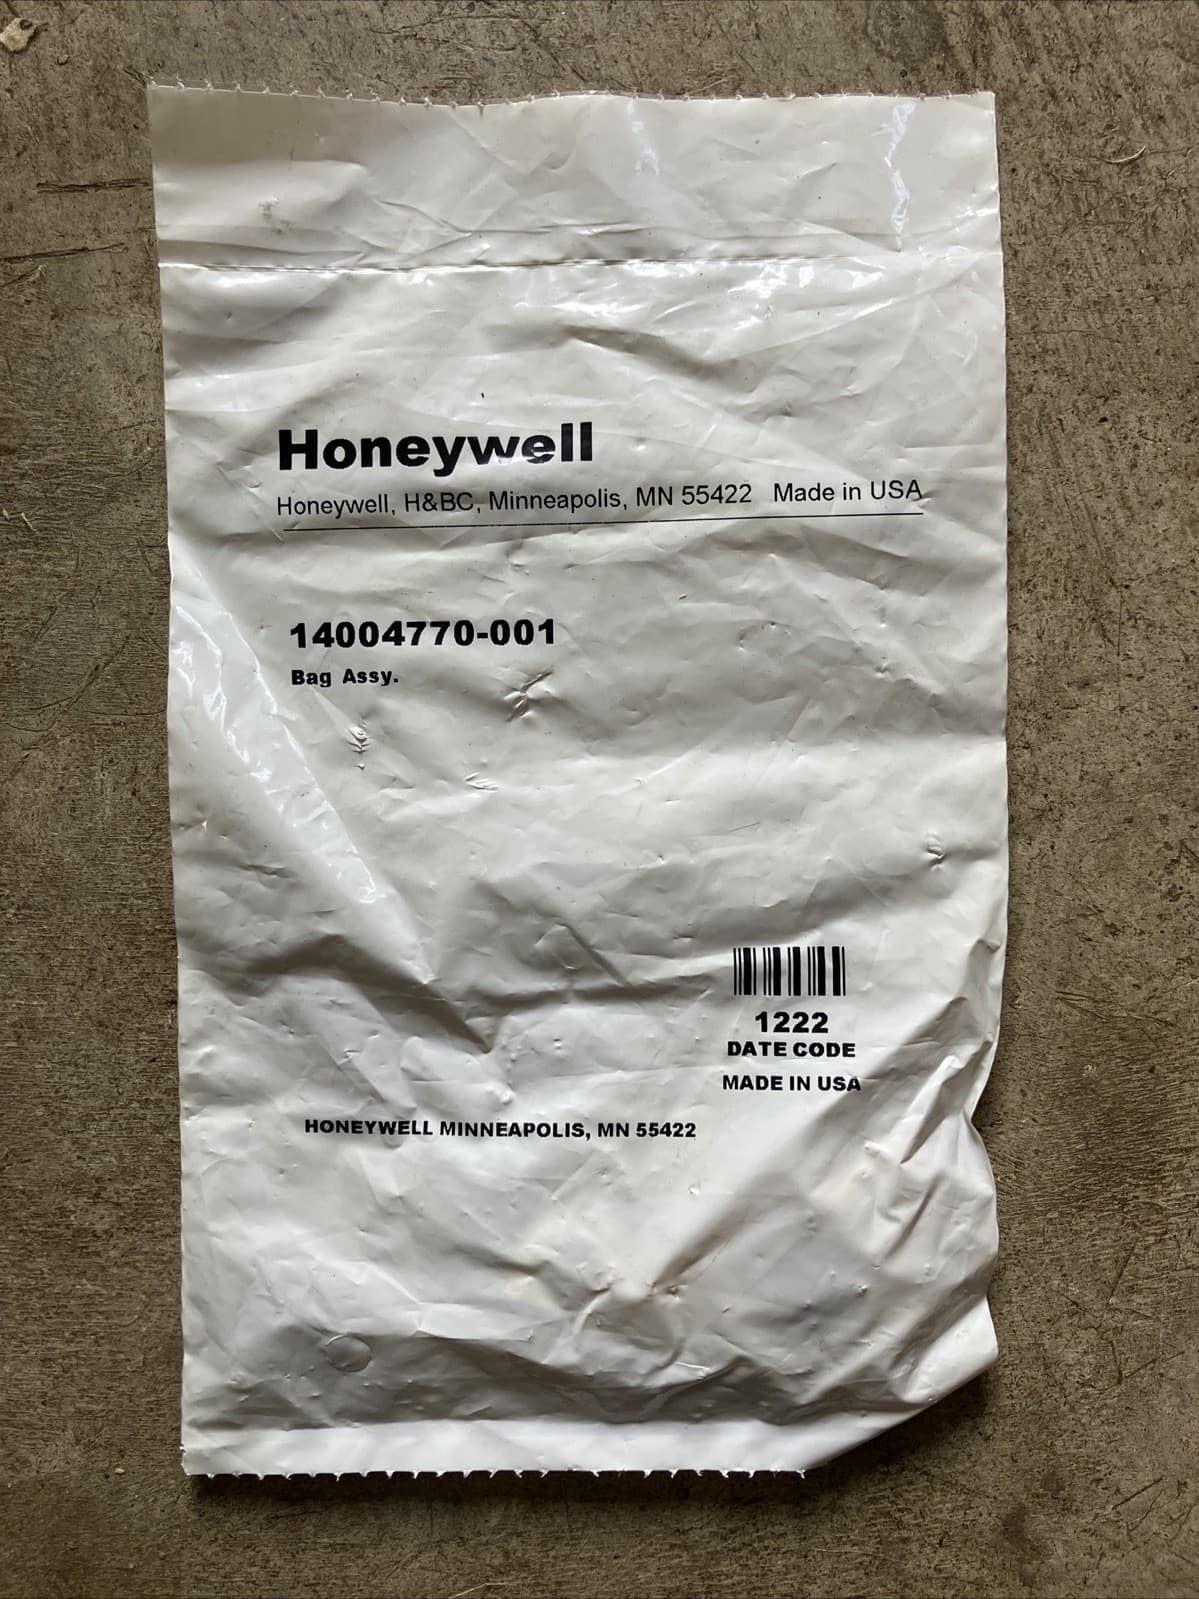 Honeywell
Honeywell, H&BC, Minneapolis, MN 55422 Made in USA
14004770-001
Bag Assy.
1222
DATE CODE
MADE IN USA
HONEYWELL MINNEAPOLIS, MN 55422